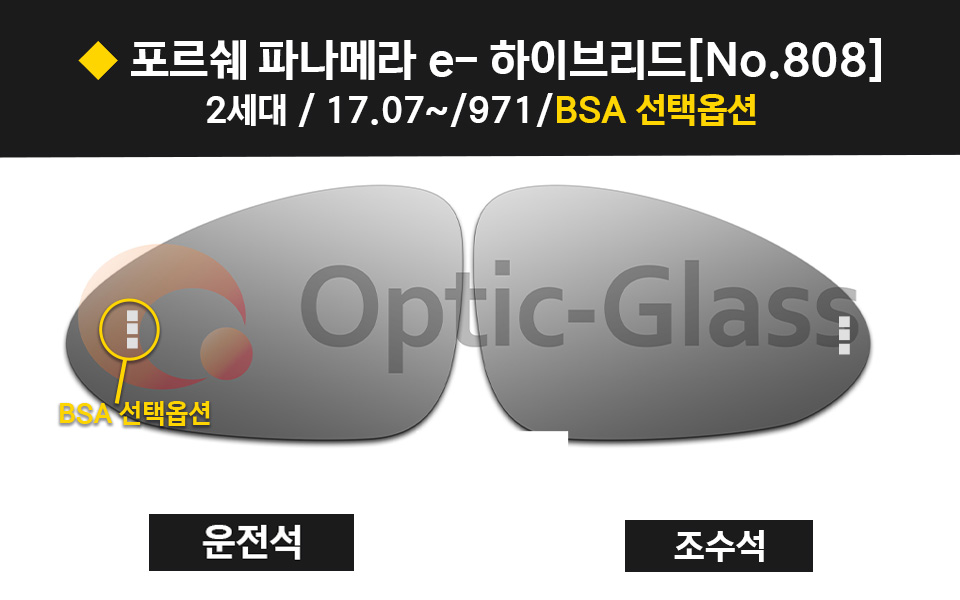 ◆ 포르쉐 파나메라 e- 하이브리드[No.808]
2세대 / 17.07~/971/BSA 선택옵션
Optic-Glass
BSA 선택옵션
운전석
조수석